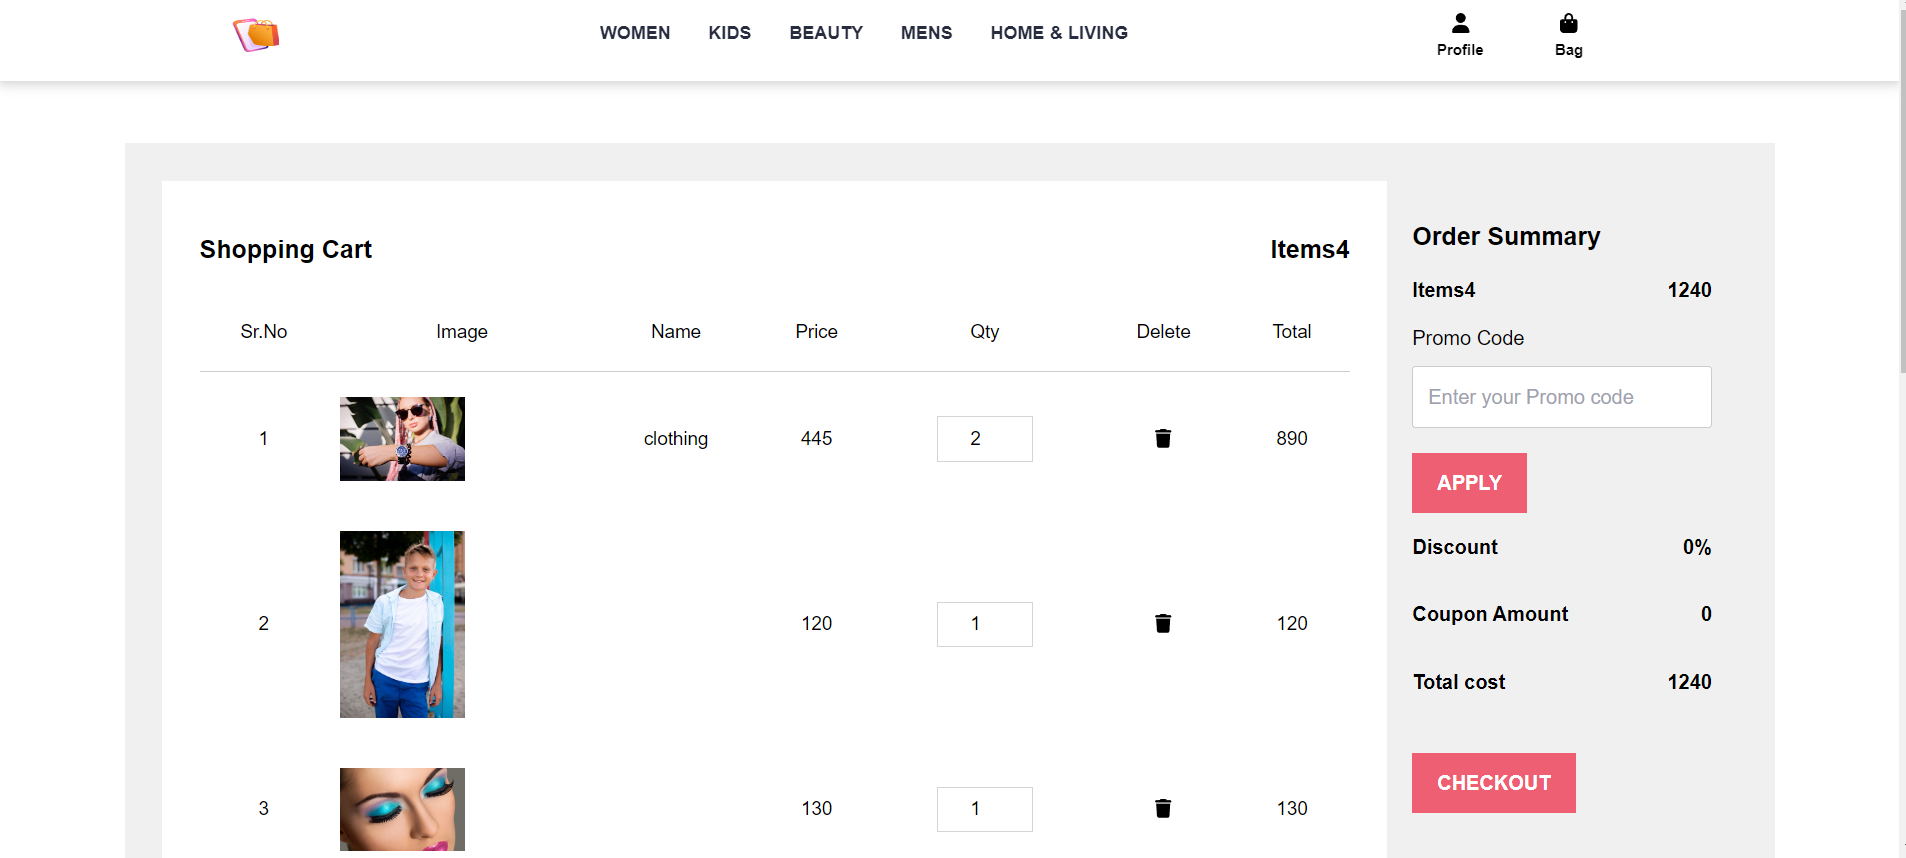 WOMEN KIDS BEAUTY MENS HOME & LIVING
Profile
Bag
Shopping Cart
Items4
Sr.No Image Name Price Qty Delete Total
1 clothing 445 2 890
2 120 1 120
3 130 1 130
Order Summary
Items4 1240
Promo Code
Enter your Promo code
APPLY
Discount 0%
Coupon Amount 0
Total cost 1240
CHECKOUT